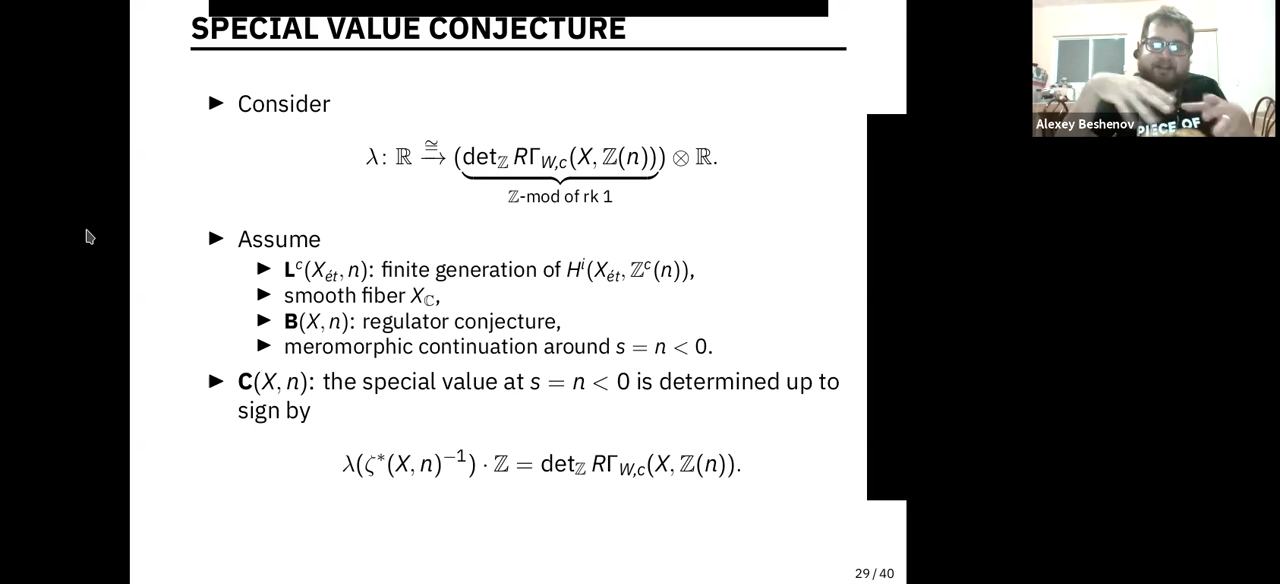 SPECIAL VALUE CONJECTURE
► Consider
λ: ℝ ≅→ (det_ℤ RΓ_{W,c}(X, ℤ(n))) ⊗ ℝ.
ℤ-mod of rk 1
► Assume
► L^c(X_ét, n): finite generation of H^i(X_ét, ℤ^c(n)),
► smooth fiber X_ℂ,
► B(X, n): regulator conjecture,
► meromorphic continuation around s = n < 0.
► C(X, n): the special value at s = n < 0 is determined up to
sign by
λ(ζ*(X, n)^{−1}) · ℤ = det_ℤ RΓ_{W,c}(X, ℤ(n)).
29 / 40
Alexey Beshenov
PIECE OF